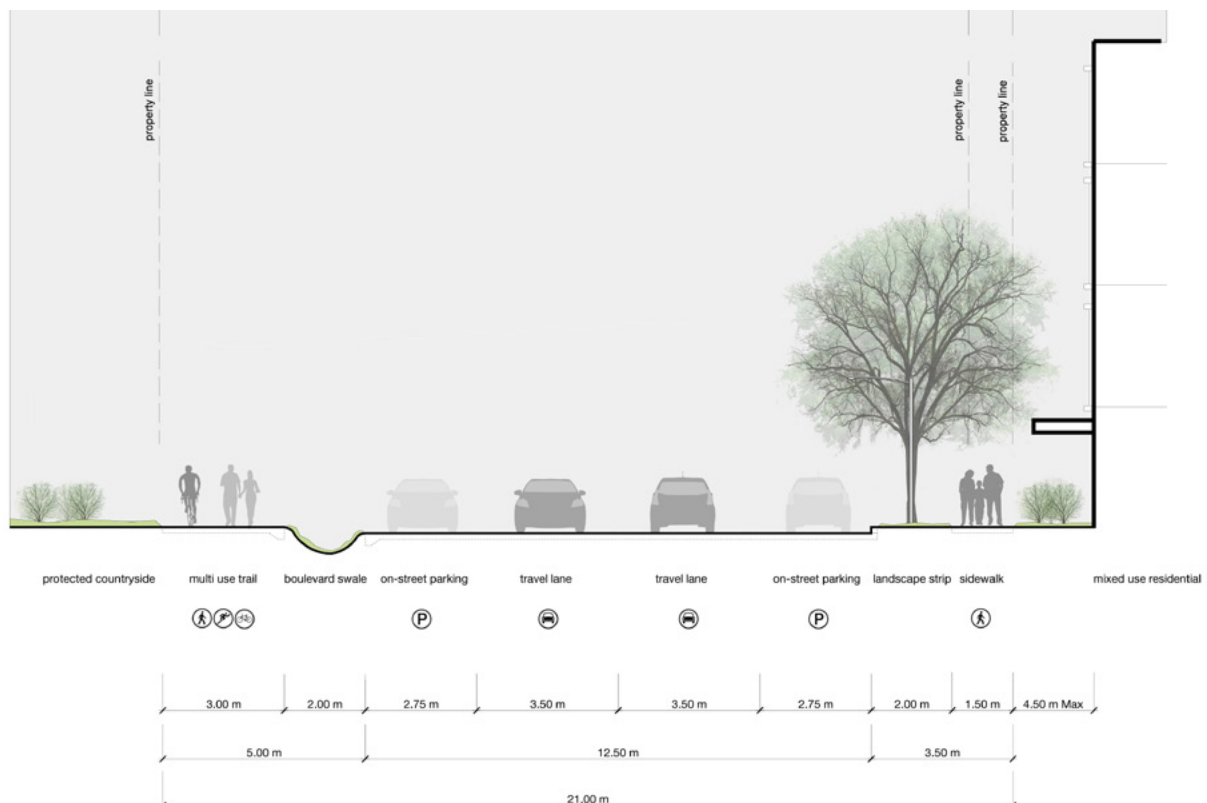 property line
property line
property line
protected countryside
multi use trail
boulevard swale
on-street parking
travel lane
travel lane
on-street parking
landscape strip
sidewalk
mixed use residential
P
P
3.00 m
2.00 m
2.75 m
3.50 m
3.50 m
2.75 m
2.00 m
1.50 m
4.50 m Max
5.00 m
12.50 m
3.50 m
21.00 m